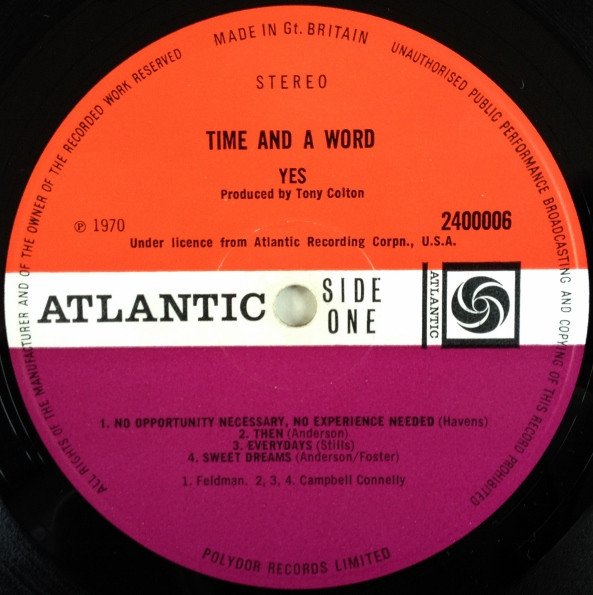 MADE IN Gt. BRITAIN
UNAUTHORISED PUBLIC PERFORMANCE BROADCASTING AND COPYING OF THIS RECORD PROHIBITED
ALL RIGHTS OF THE MANUFACTURER AND OF THE OWNER OF THE RECORDED WORK RESERVED
STEREO
TIME AND A WORD
YES
Produced by Tony Colton
℗ 1970
2400006
Under licence from Atlantic Recording Corpn., U.S.A.
ATLANTIC
SIDE
ONE
ATLANTIC
1. NO OPPORTUNITY NECESSARY, NO EXPERIENCE NEEDED (Havens)
2. THEN (Anderson)
3. EVERYDAYS (Stills)
4. SWEET DREAMS (Anderson/Foster)
1. Feldman. 2, 3, 4. Campbell Connelly
POLYDOR RECORDS LIMITED